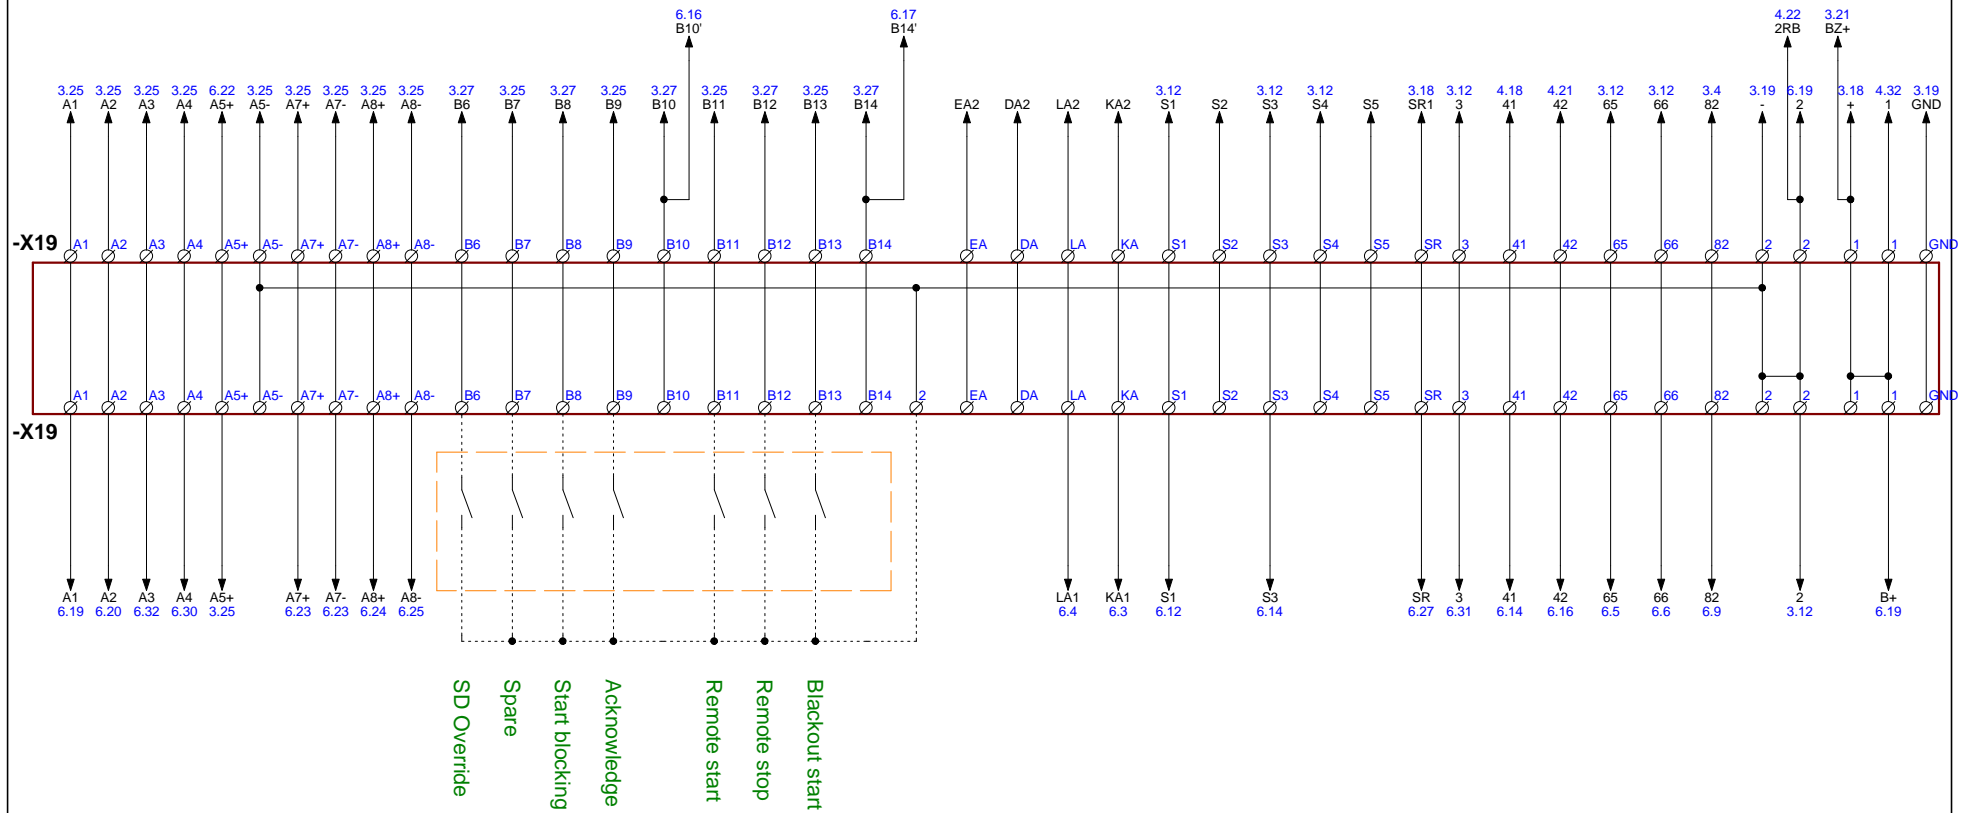 6.16 6.17 4.22 3.21
B10' B14' 2RB BZ+
3.25 3.25 3.25 3.25 6.22 3.25 3.25 3.25 3.25 3.25 3.27 3.25 3.27 3.25 3.27 3.25 3.27 3.25 3.27 3.12 3.12 3.12 3.18 3.12 4.18 4.21 3.12 3.12 3.4 3.19 6.19 3.18 4.32 3.19
A1 A2 A3 A4 A5+ A5- A7+ A7- A8+ A8- B6 B7 B8 B9 B10 B11 B12 B13 B14 EA2 DA2 LA2 KA2 S1 S2 S3 S4 S5 SR1 3 41 42 65 66 82 - 2 + 1 GND
-X19 A1 A2 A3 A4 A5+ A5- A7+ A7- A8+ A8- B6 B7 B8 B9 B10 B11 B12 B13 B14 EA DA LA KA S1 S2 S3 S4 S5 SR 3 41 42 65 66 82 2 2 1 1 GND
A1 A2 A3 A4 A5+ A5- A7+ A7- A8+ A8- B6 B7 B8 B9 B10 B11 B12 B13 B14 2 EA DA LA KA S1 S2 S3 S4 S5 SR 3 41 42 65 66 82 2 2 1 1 GND
-X19
A1 A2 A3 A4 A5+ A7+ A7- A8+ A8- LA1 KA1 S1 S3 SR 3 41 42 65 66 82 2 B+
6.19 6.20 6.32 6.30 3.25 6.23 6.23 6.24 6.25 6.4 6.3 6.12 6.14 6.27 6.31 6.14 6.16 6.5 6.6 6.9 3.12 6.19
SD Override
Spare
Start blocking
Acknowledge
Remote start
Remote stop
Blackout start